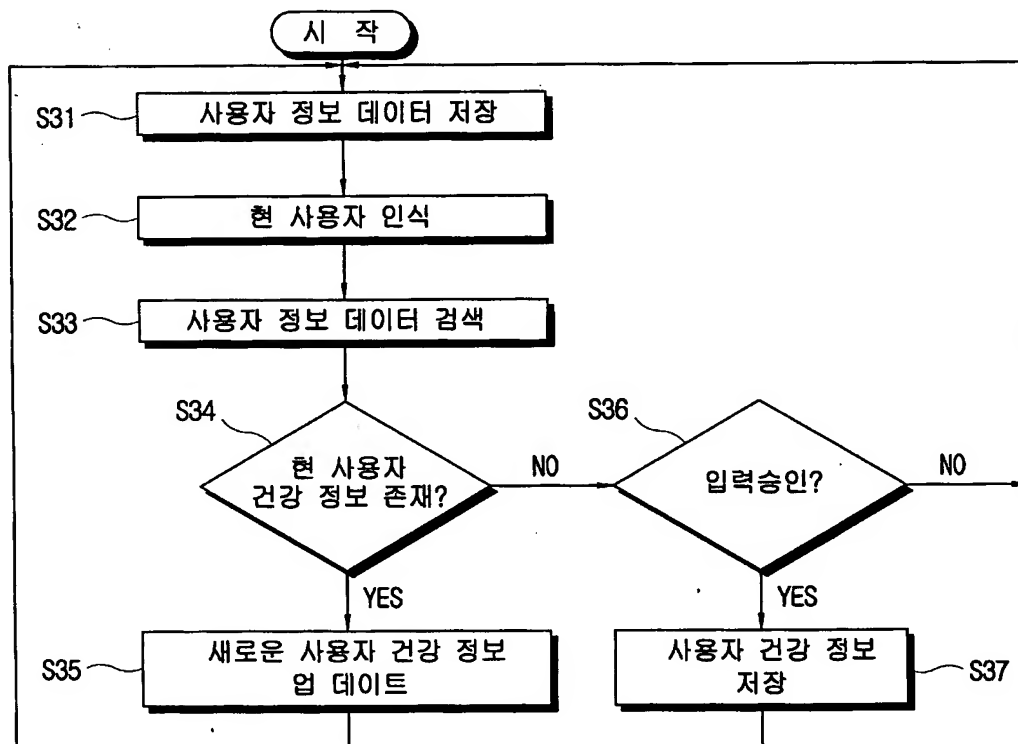 시 작
S31
사용자 정보 데이터 저장
S32
현 사용자 인식
S33
사용자 정보 데이터 검색
S34
현 사용자
건강 정보 존재?
NO
S36
입력승인?
NO
YES
YES
S35
새로운 사용자 건강 정보
업 데이트
사용자 건강 정보
저장
S37